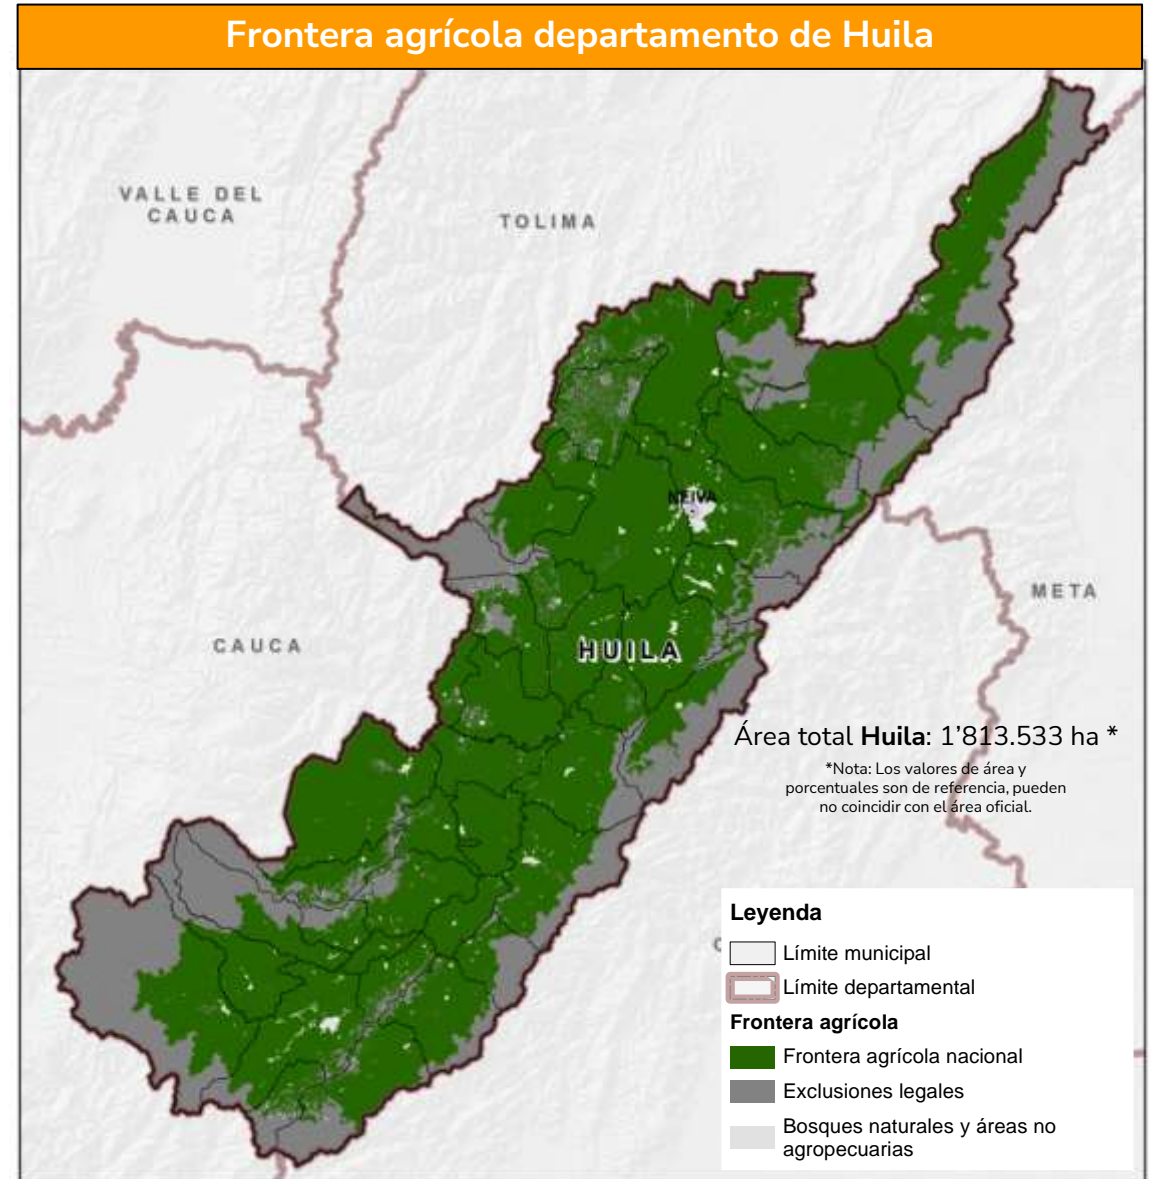 Frontera agrícola departamento de Huila
VALLE DEL
CAUCA
TOLIMA
NEIVA
META
CAUCA
HUILA
Área total Huila: 1’813.533 ha *
*Nota: Los valores de área y
porcentuales son de referencia, pueden
no coincidir con el área oficial.
Leyenda
Límite municipal
Límite departamental
Frontera agrícola
Frontera agrícola nacional
Exclusiones legales
Bosques naturales y áreas no
agropecuarias